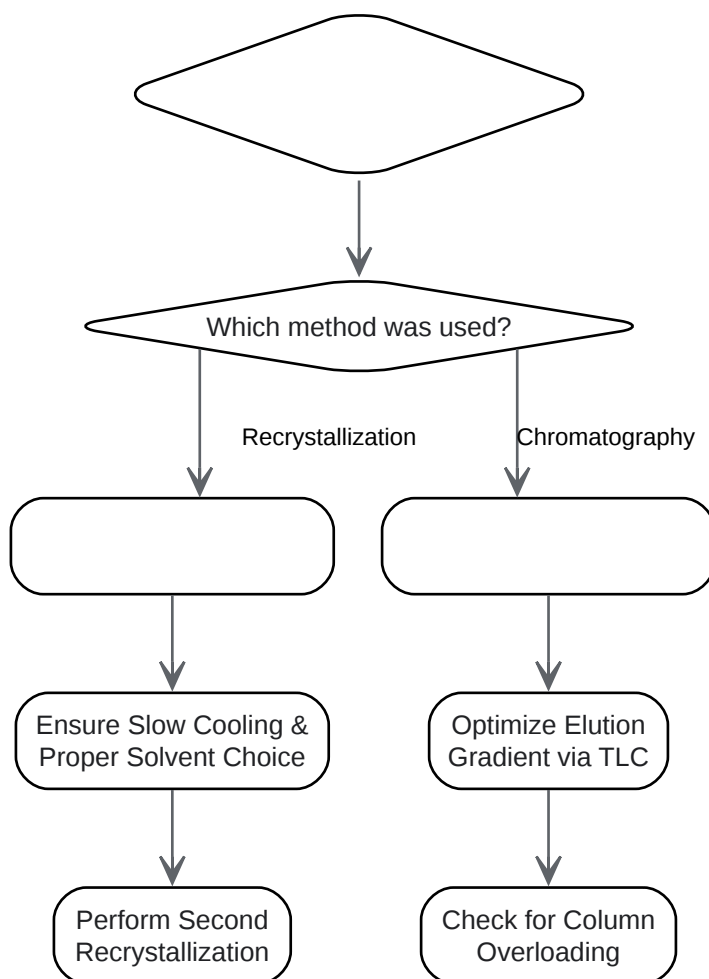 Which method was used?
Recrystallization
Chromatography
Ensure Slow Cooling &
Proper Solvent Choice
Optimize Elution
Gradient via TLC
Perform Second
Recrystallization
Check for Column
Overloading